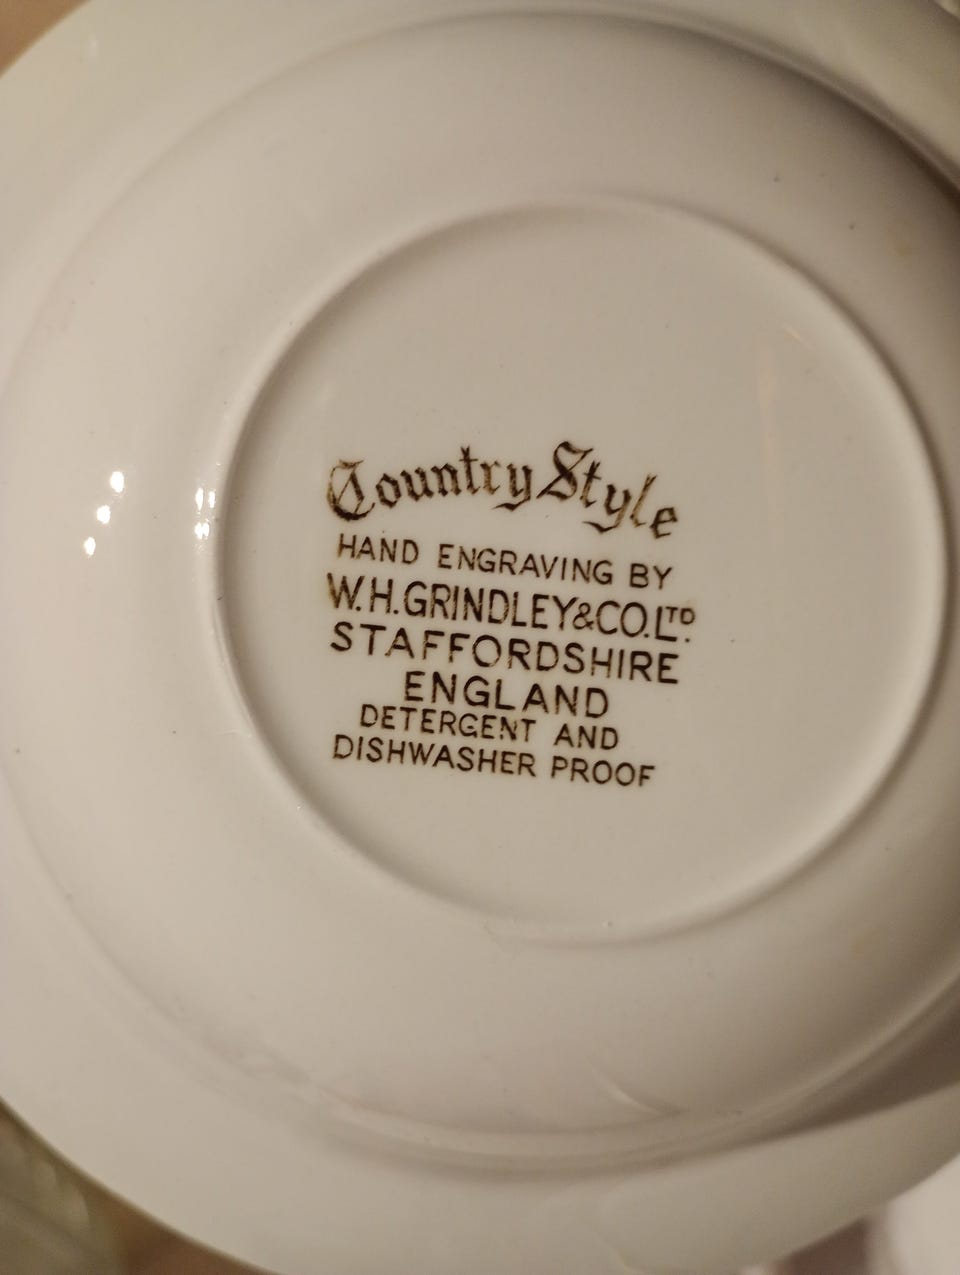 Country Style
HAND ENGRAVING BY
W.H.GRINDLEY&CO.LTD.
STAFFORDSHIRE
ENGLAND
DETERGENT AND
DISHWASHER PROOF